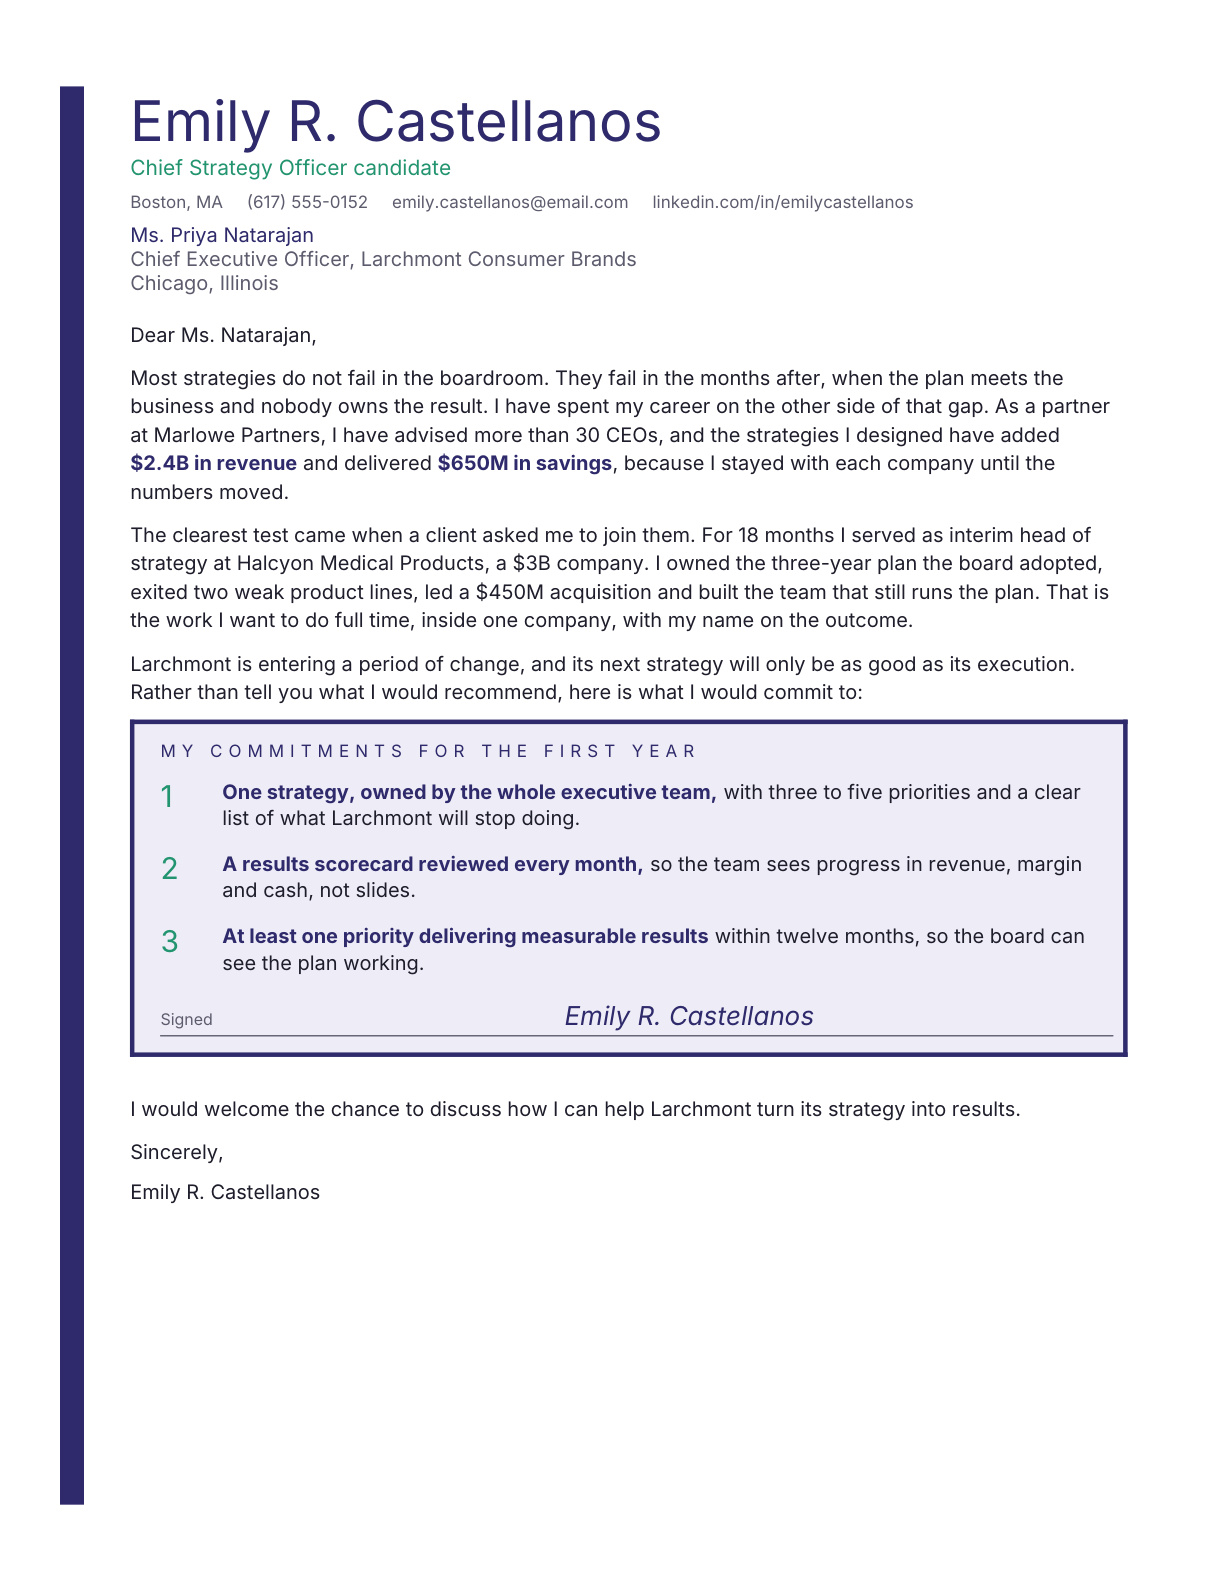 Emily R. Castellanos
Chief Strategy Officer candidate
Boston, MA (617) 555-0152 emily.castellanos@email.com linkedin.com/in/emilycastellanos
Ms. Priya Natarajan
Chief Executive Officer, Larchmont Consumer Brands
Chicago, Illinois
Dear Ms. Natarajan,
Most strategies do not fail in the boardroom. They fail in the months after, when the plan meets the
business and nobody owns the result. I have spent my career on the other side of that gap. As a partner
at Marlowe Partners, I have advised more than 30 CEOs, and the strategies I designed have added
$2.4B in revenue and delivered $650M in savings, because I stayed with each company until the
numbers moved.
The clearest test came when a client asked me to join them. For 18 months I served as interim head of
strategy at Halcyon Medical Products, a $3B company. I owned the three-year plan the board adopted,
exited two weak product lines, led a $450M acquisition and built the team that still runs the plan. That is
the work I want to do full time, inside one company, with my name on the outcome.
Larchmont is entering a period of change, and its next strategy will only be as good as its execution.
Rather than tell you what I would recommend, here is what I would commit to:
MY COMMITMENTS FOR THE FIRST YEAR
1 One strategy, owned by the whole executive team, with three to five priorities and a clear
list of what Larchmont will stop doing.
2 A results scorecard reviewed every month, so the team sees progress in revenue, margin
and cash, not slides.
3 At least one priority delivering measurable results within twelve months, so the board can
see the plan working.
Signed Emily R. Castellanos
I would welcome the chance to discuss how I can help Larchmont turn its strategy into results.
Sincerely,
Emily R. Castellanos